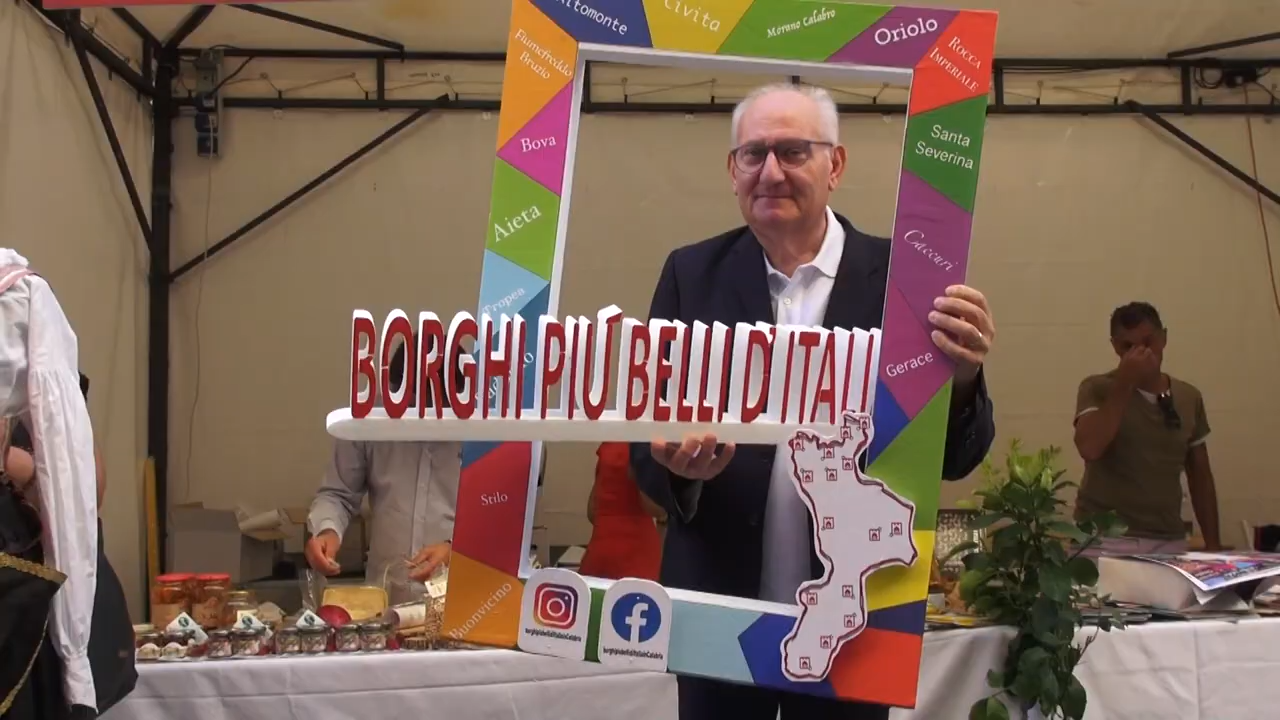 Altomonte
Civita
Morano Calabro
Oriolo
Rocca
Imperiale
Fiumefreddo
Bruzio
Bova
Aieta
Tropea
Santa
Severina
Caccuri
Gerace
BORGHI PIÚ BELLI D'ITALI
Stilo
Buonvicino